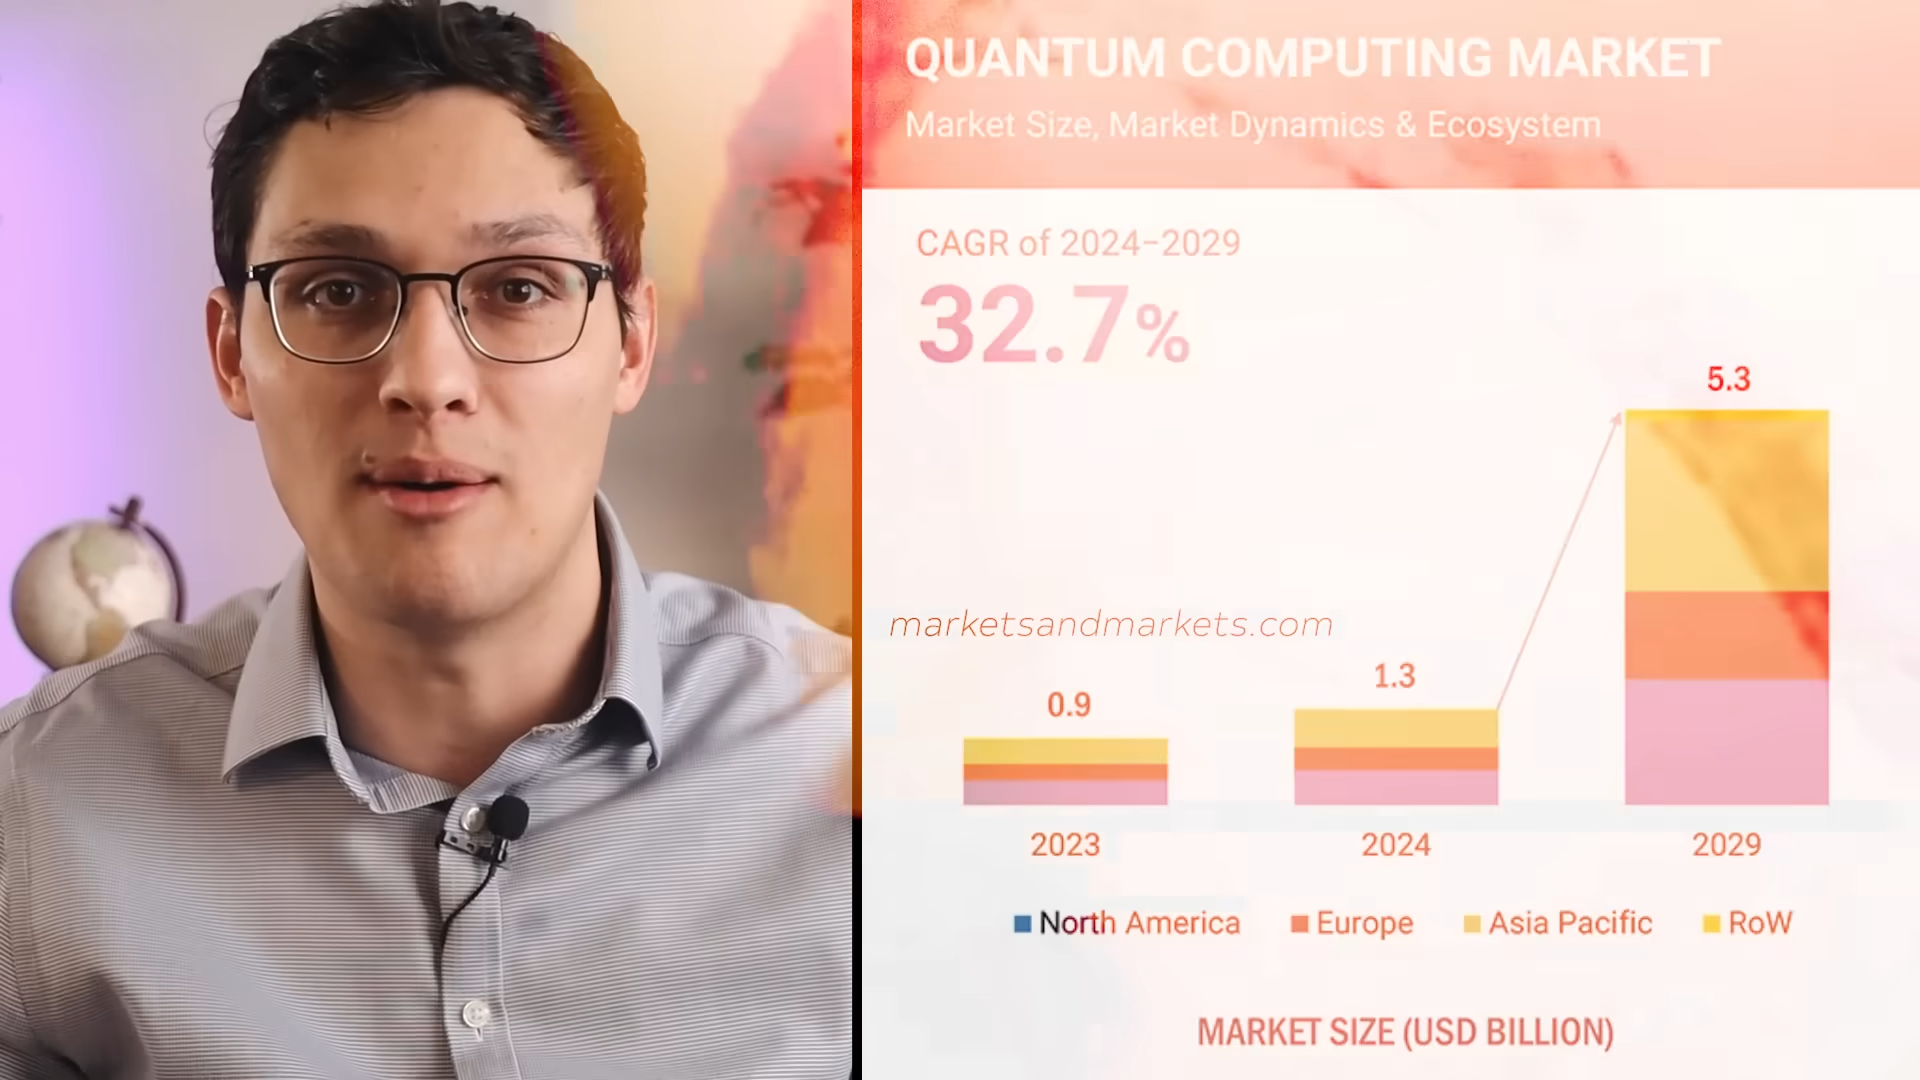 QUANTUM COMPUTING MARKET
Market Size, Market Dynamics & Ecosystem
CAGR of 2024-2029
32.7%
5.3
marketsandmarkets.com
1.3
0.9
2023 2024 2029
North America Europe Asia Pacific RoW
MARKET SIZE (USD BILLION)